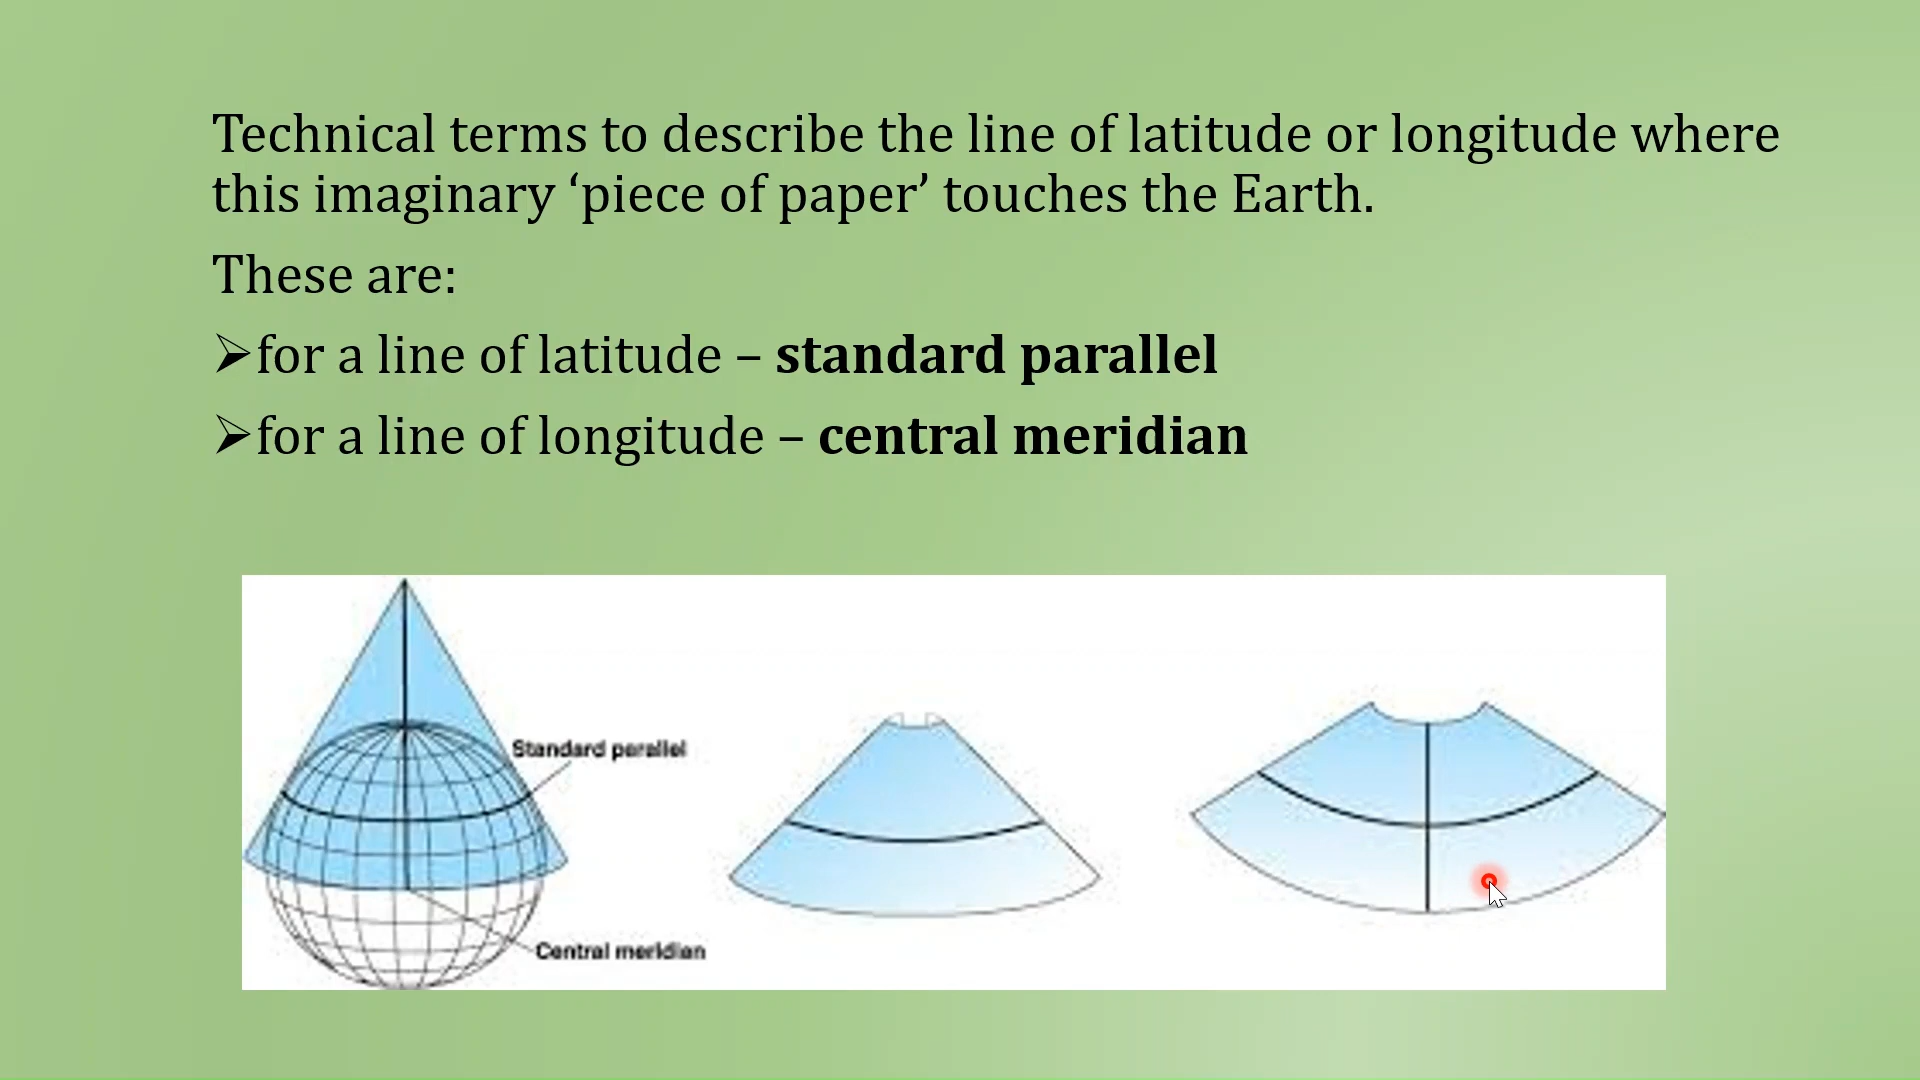 Technical terms to describe the line of latitude or longitude where
this imaginary ‘piece of paper’ touches the Earth.
These are:
➢for a line of latitude – standard parallel
➢for a line of longitude – central meridian
Standard parallel
Central meridian